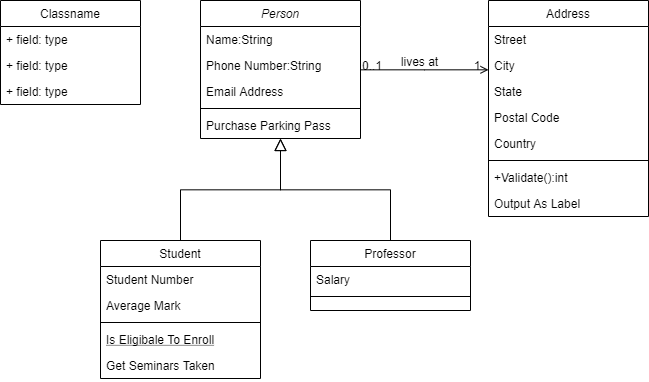 Classname
+ field: type
+ field: type
+ field: type
Person
Name:String
Phone Number:String
Email Address
Purchase Parking Pass
0..1
lives at
1
Address
Street
City
State
Postal Code
Country
+Validate():int
Output As Label
Student
Student Number
Average Mark
Is Eligibale To Enroll
Get Seminars Taken
Professor
Salary